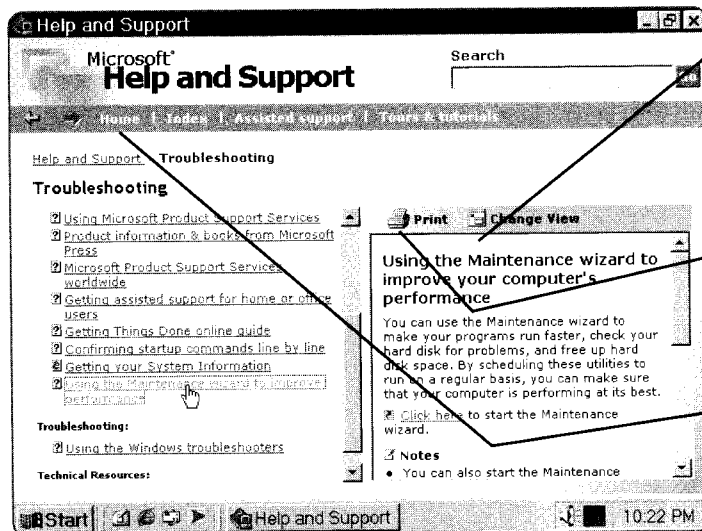 Help and Support
Microsoft®
Help and Support
Search
Home | Index | Assisted support | Tours & tutorials
Help and Support Troubleshooting
Troubleshooting
Using Microsoft Product Support Services
Product information & books from Microsoft
Press
Microsoft Product Support Services
worldwide
Getting assisted support for home or office
users
Getting Things Done online guide
Confirming startup commands line by line
Getting your System Information
Using the Maintenance wizard to improve
performance
Troubleshooting:
Using the Windows troubleshooters
Technical Resources:
Print Change View
Using the Maintenance wizard to
improve your computer's
performance
You can use the Maintenance wizard to
make your programs run faster, check your
hard disk for problems, and free up hard
disk space. By scheduling these utilities to
run on a regular basis, you can make sure
that your computer is performing at its best.
Click here to start the Maintenance
wizard.
Notes
• You can also start the Maintenance
Start Help and Support 10:22 PM